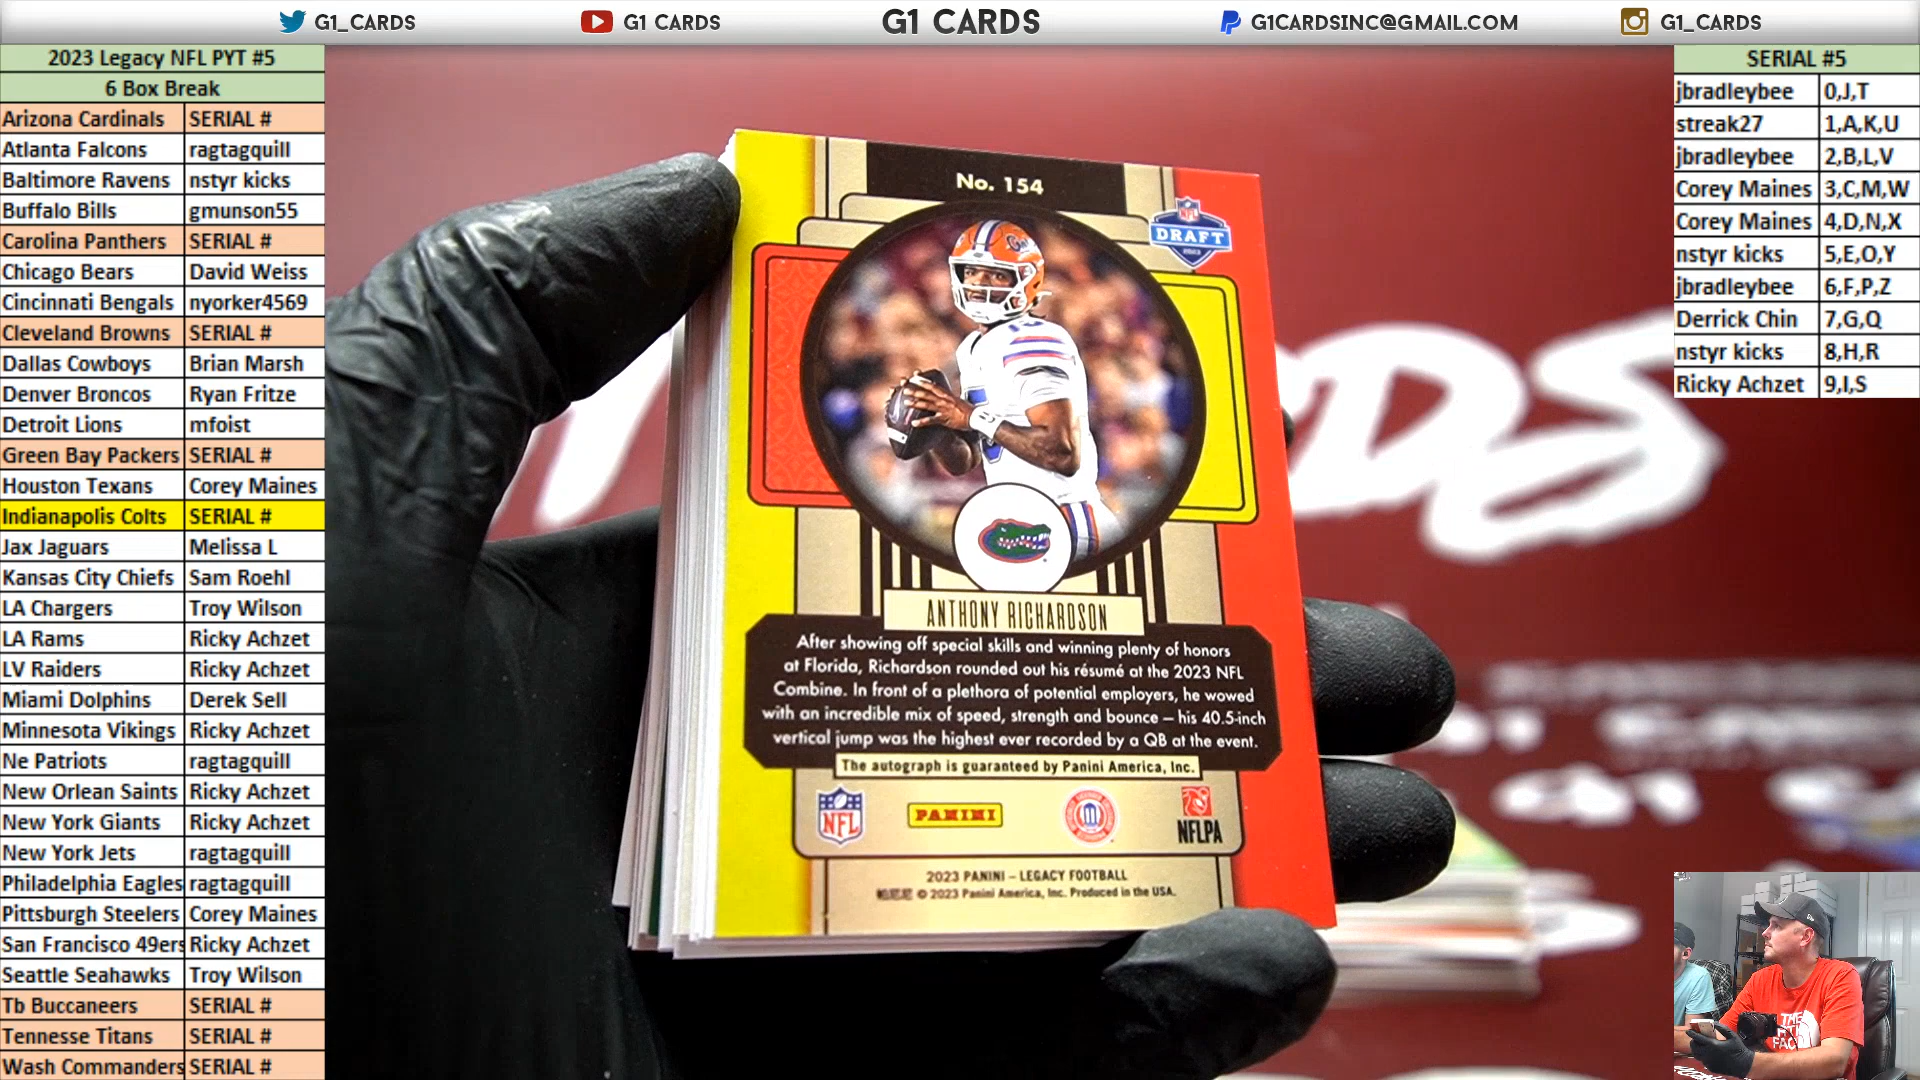 G1_CARDS
G1 CARDS
G1 CARDS
G1CARDSINC@GMAIL.COM
G1_CARDS
2023 Legacy NFL PYT #5
6 Box Break
Arizona Cardinals SERIAL #
Atlanta Falcons ragtagquill
Baltimore Ravens nstyr kicks
Buffalo Bills gmunson55
Carolina Panthers SERIAL #
Chicago Bears David Weiss
Cincinnati Bengals nyorker4569
Cleveland Browns SERIAL #
Dallas Cowboys Brian Marsh
Denver Broncos Ryan Fritze
Detroit Lions mfoist
Green Bay Packers SERIAL #
Houston Texans Corey Maines
Indianapolis Colts SERIAL #
Jax Jaguars Melissa L
Kansas City Chiefs Sam Roehl
LA Chargers Troy Wilson
LA Rams Ricky Achzet
LV Raiders Ricky Achzet
Miami Dolphins Derek Sell
Minnesota Vikings Ricky Achzet
Ne Patriots ragtagquill
New Orlean Saints Ricky Achzet
New York Giants Ricky Achzet
New York Jets ragtagquill
Philadelphia Eagles ragtagquill
Pittsburgh Steelers Corey Maines
San Francisco 49ers Ricky Achzet
Seattle Seahawks Troy Wilson
Tb Buccaneers SERIAL #
Tennesse Titans SERIAL #
Wash Commanders SERIAL #
No. 154
NFL
DRAFT
2023
ANTHONY RICHARDSON
After showing off special skills and winning plenty of honors
at Florida, Richardson rounded out his résumé at the 2023 NFL
Combine. In front of a plethora of potential employers, he wowed
with an incredible mix of speed, strength and bounce – his 40.5-inch
vertical jump was the highest ever recorded by a QB at the event.
The autograph is guaranteed by Panini America, Inc.
NFL
PANINI
NFLPA
2023 PANINI – LEGACY FOOTBALL
帕尼尼 © 2023 Panini America, Inc. Produced in the USA.
SERIAL #5
jbradleybee 0,J,T
streak27 1,A,K,U
jbradleybee 2,B,L,V
Corey Maines 3,C,M,W
Corey Maines 4,D,N,X
nstyr kicks 5,E,O,Y
jbradleybee 6,F,P,Z
Derrick Chin 7,G,Q
nstyr kicks 8,H,R
Ricky Achzet 9,I,S
THE